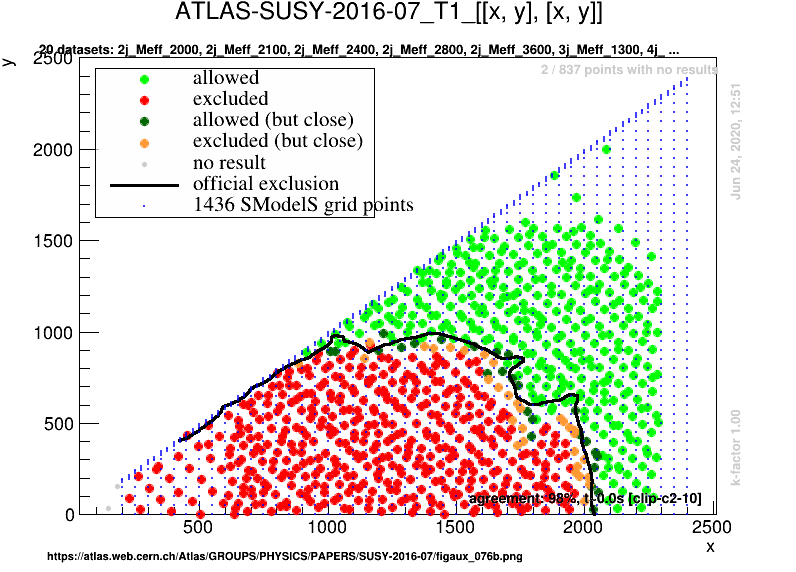 ATLAS-SUSY-2016-07_T1_[[x, y], [x, y]]
20 datasets: 2j_Meff_2000, 2j_Meff_2100, 2j_Meff_2400, 2j_Meff_2800, 2j_Meff_3600, 3j_Meff_1300, 4j_ ...
y
2500
2000
1500
1000
500
0
allowed
excluded
allowed (but close)
excluded (but close)
no result
official exclusion
1436 SModelS grid points
2 / 837 points with no results
Jun 24, 2020, 12:51
k-factor 1.00
agreement: 98%, t~0.0s [clip-c2-10]
500
1000
1500
2000
2500
x
https://atlas.web.cern.ch/Atlas/GROUPS/PHYSICS/PAPERS/SUSY-2016-07/figaux_076b.png